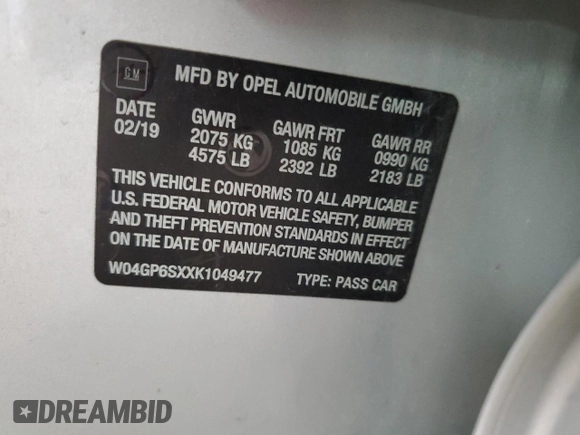 GM
MFD BY OPEL AUTOMOBILE GMBH
DATE GVWR GAWR FRT GAWR RR
02/19 2075 KG 1085 KG 0990 KG
4575 LB 2392 LB 2183 LB
THIS VEHICLE CONFORMS TO ALL APPLICABLE
U.S. FEDERAL MOTOR VEHICLE SAFETY, BUMPER
AND THEFT PREVENTION STANDARDS IN EFFECT
ON THE DATE OF MANUFACTURE SHOWN ABOVE
W04GP6SXXK1049477 TYPE: PASS CAR
DREAMBID